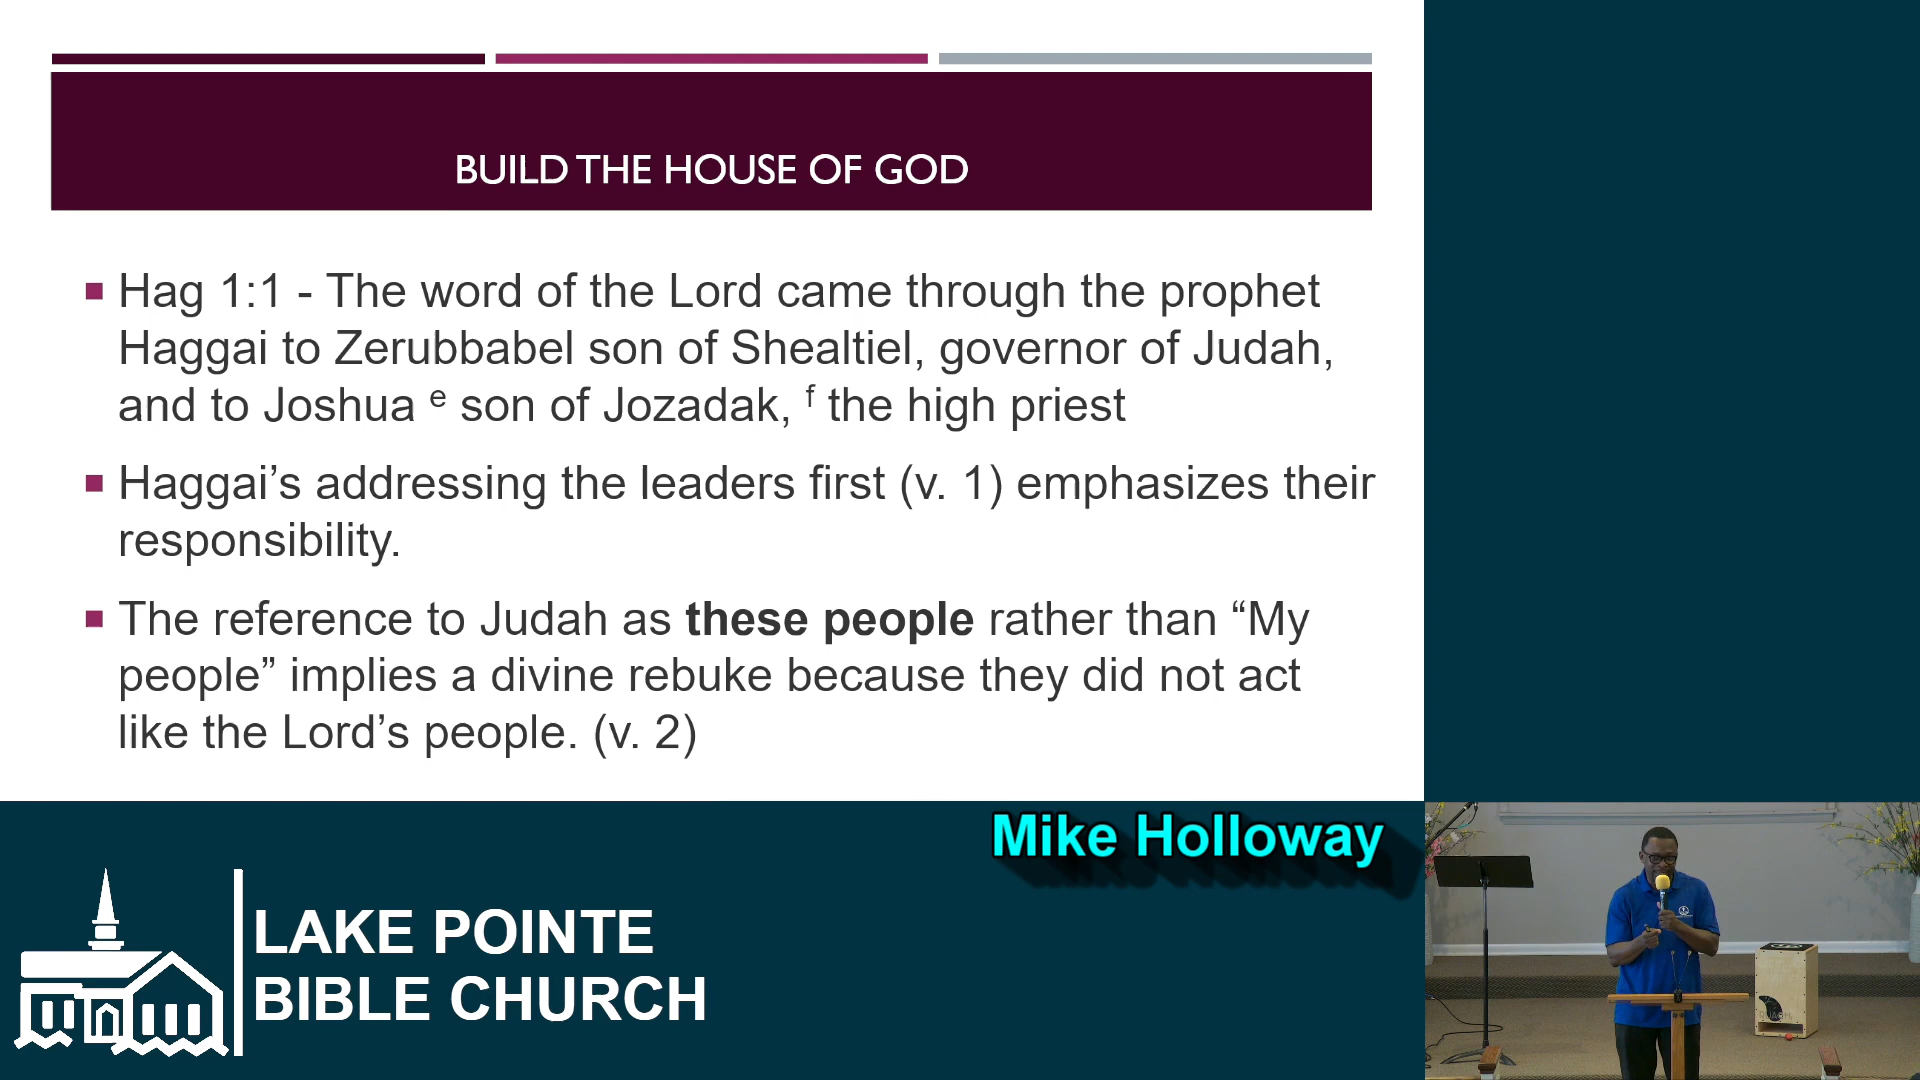 BUILD THE HOUSE OF GOD
▪ Hag 1:1 - The word of the Lord came through the prophet
Haggai to Zerubbabel son of Shealtiel, governor of Judah,
and to Joshua ᵉ son of Jozadak, ᶠ the high priest
▪ Haggai’s addressing the leaders first (v. 1) emphasizes their
responsibility.
▪ The reference to Judah as these people rather than “My
people” implies a divine rebuke because they did not act
like the Lord’s people. (v. 2)
Mike Holloway
LAKE POINTE
BIBLE CHURCH